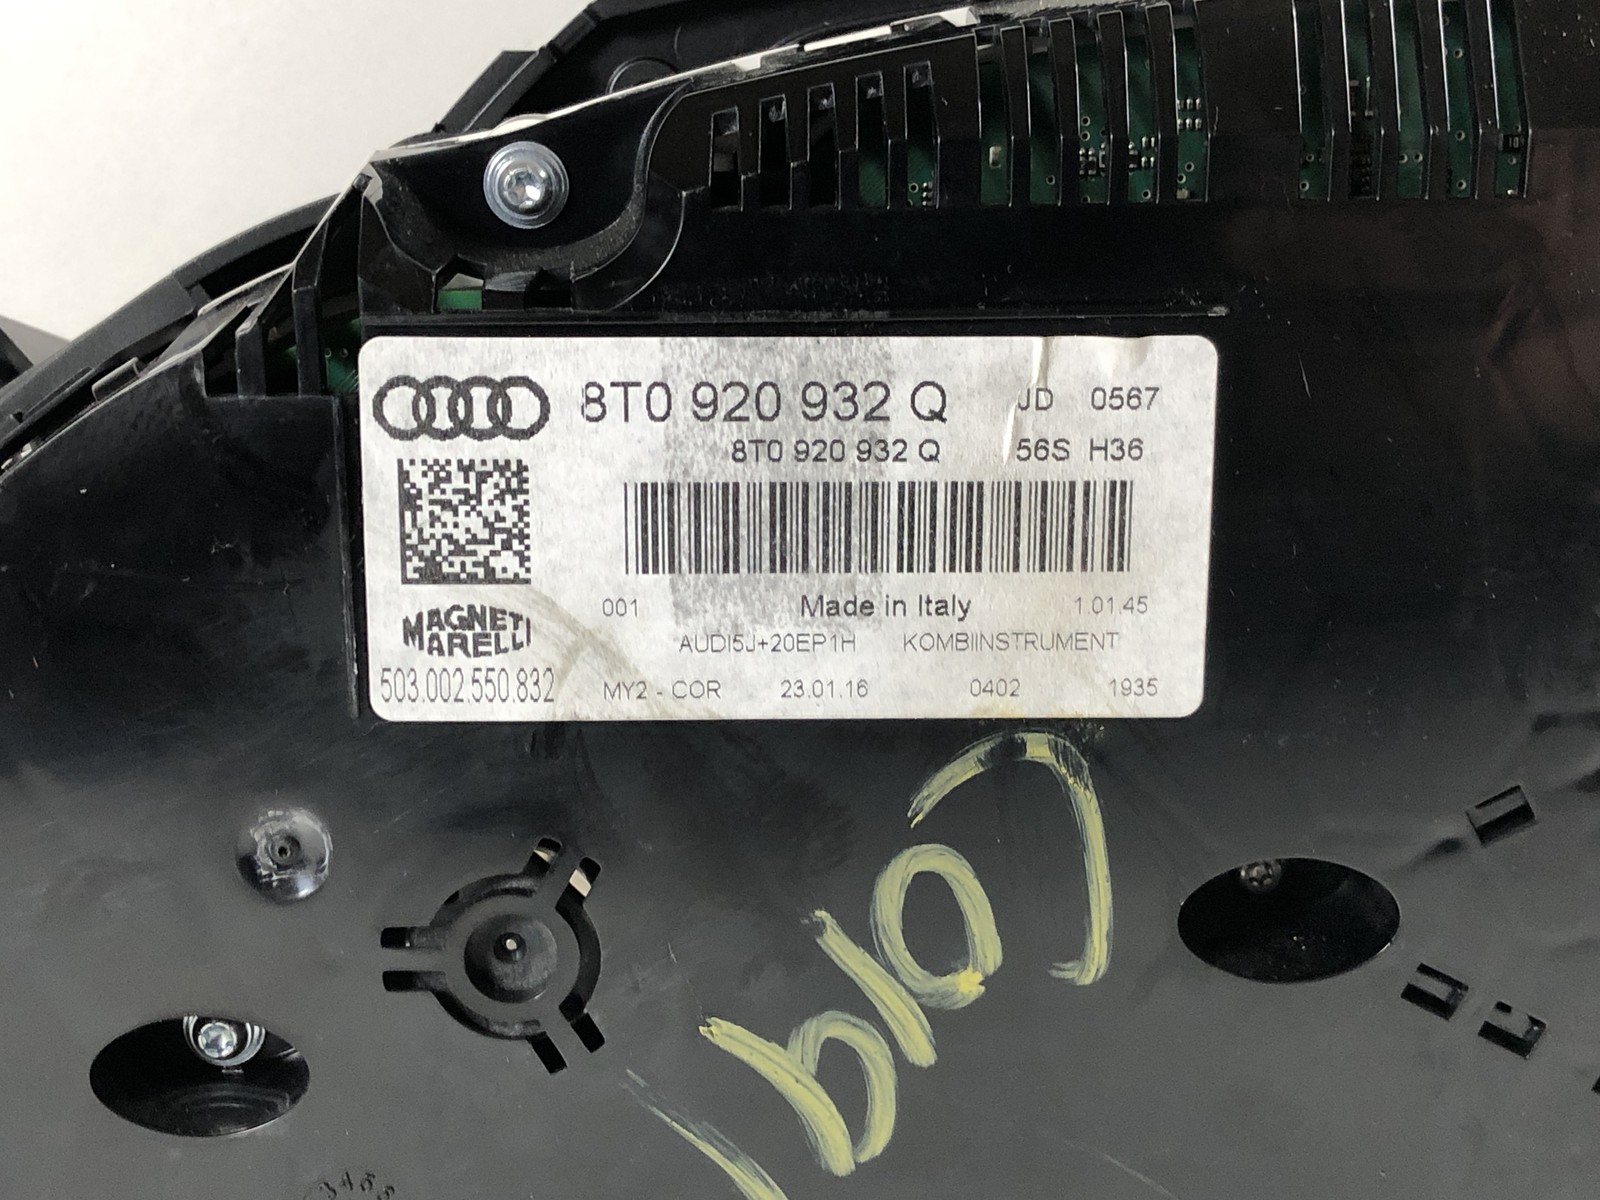 8T0 920 932 Q JD 0567
8T0 920 932 Q 56S H36
MAGNETI
MARELLI
001 Made in Italy 1.01.45
AUDI5J+20EP1H KOMBIINSTRUMENT
503.002.550.832 MY2 - COR 23.01.16 0402 1935